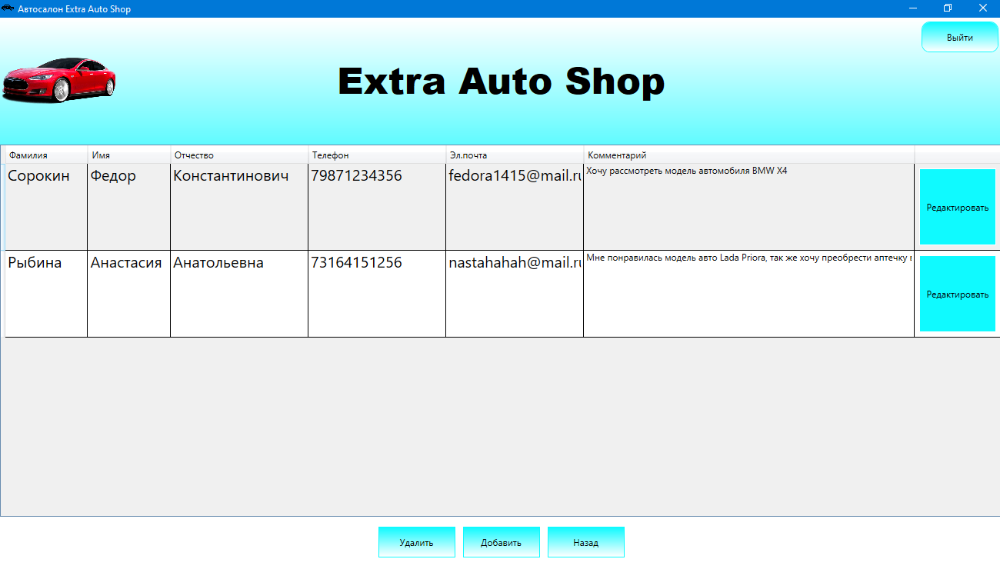 Автосалон Extra Auto Shop
Выйти
Extra Auto Shop
Фамилия Имя Отчество Телефон Эл.почта Комментарий
Сорокин Федор Константинович 79871234356 fedora1415@mail.ru Хочу рассмотреть модель автомобиля BMW X4
Редактировать
Рыбина Анастасия Анатольевна 73164151256 nastahahah@mail.ru Мне понравилась модель авто Lada Priora, так же хочу преобрести аптечку
Редактировать
Удалить Добавить Назад